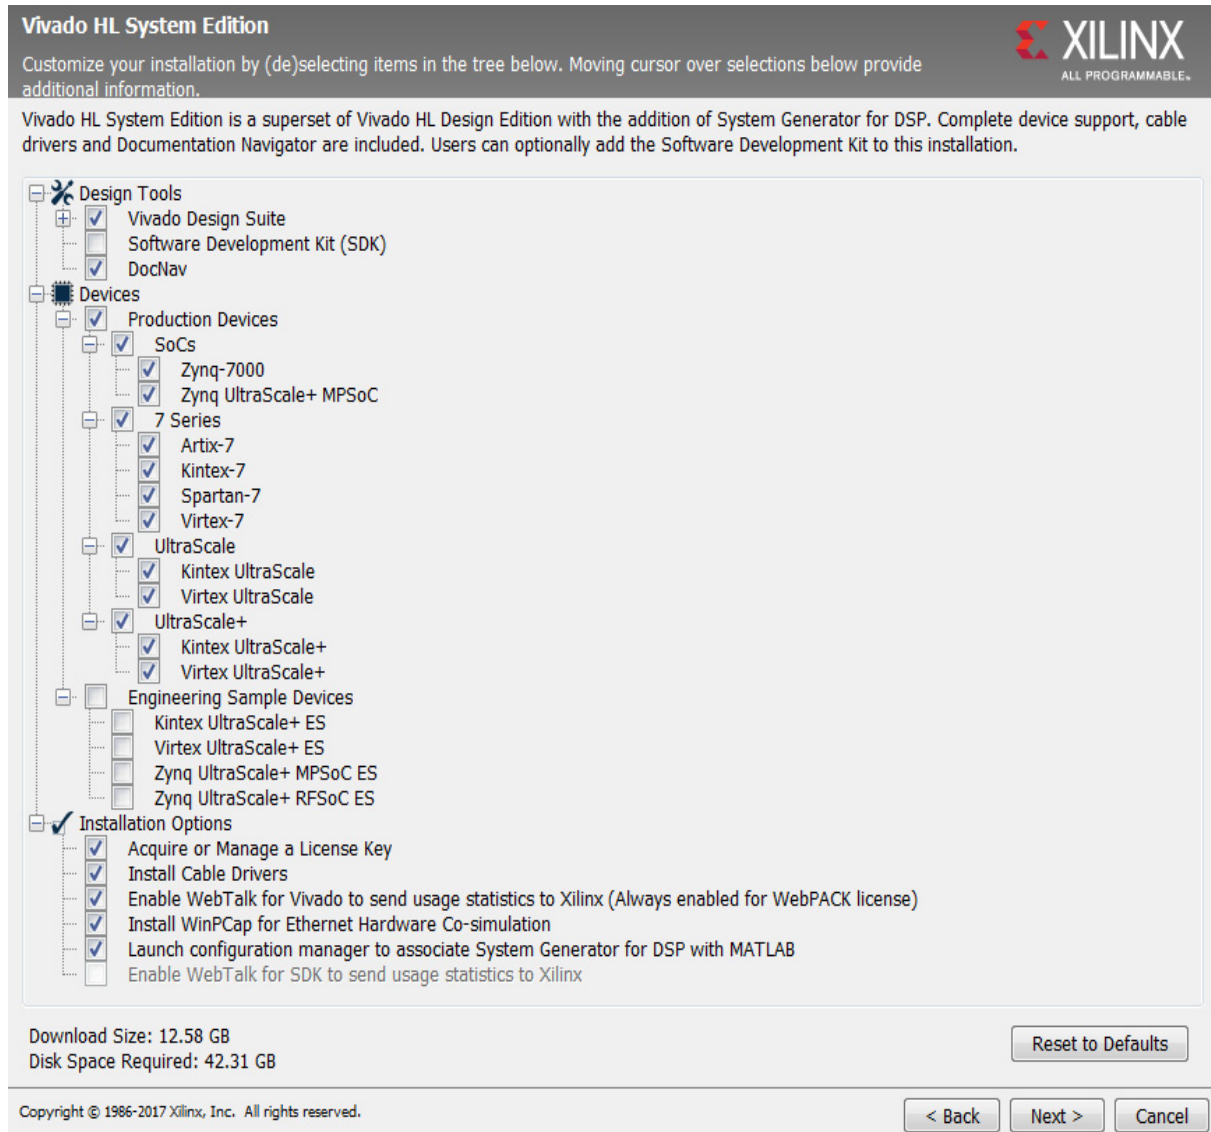 Vivado HL System Edition
XILINX
ALL PROGRAMMABLE.
Customize your installation by (de)selecting items in the tree below. Moving cursor over selections below provide
additional information.
Vivado HL System Edition is a superset of Vivado HL Design Edition with the addition of System Generator for DSP. Complete device support, cable
drivers and Documentation Navigator are included. Users can optionally add the Software Development Kit to this installation.
Design Tools
Vivado Design Suite
Software Development Kit (SDK)
DocNav
Devices
Production Devices
SoCs
Zynq-7000
Zynq UltraScale+ MPSoC
7 Series
Artix-7
Kintex-7
Spartan-7
Virtex-7
UltraScale
Kintex UltraScale
Virtex UltraScale
UltraScale+
Kintex UltraScale+
Virtex UltraScale+
Engineering Sample Devices
Kintex UltraScale+ ES
Virtex UltraScale+ ES
Zynq UltraScale+ MPSoC ES
Zynq UltraScale+ RFSoC ES
Installation Options
Acquire or Manage a License Key
Install Cable Drivers
Enable WebTalk for Vivado to send usage statistics to Xilinx (Always enabled for WebPACK license)
Install WinPCap for Ethernet Hardware Co-simulation
Launch configuration manager to associate System Generator for DSP with MATLAB
Enable WebTalk for SDK to send usage statistics to Xilinx
Download Size: 12.58 GB
Disk Space Required: 42.31 GB
Reset to Defaults
Copyright © 1986-2017 Xilinx, Inc. All rights reserved.
< Back Next > Cancel